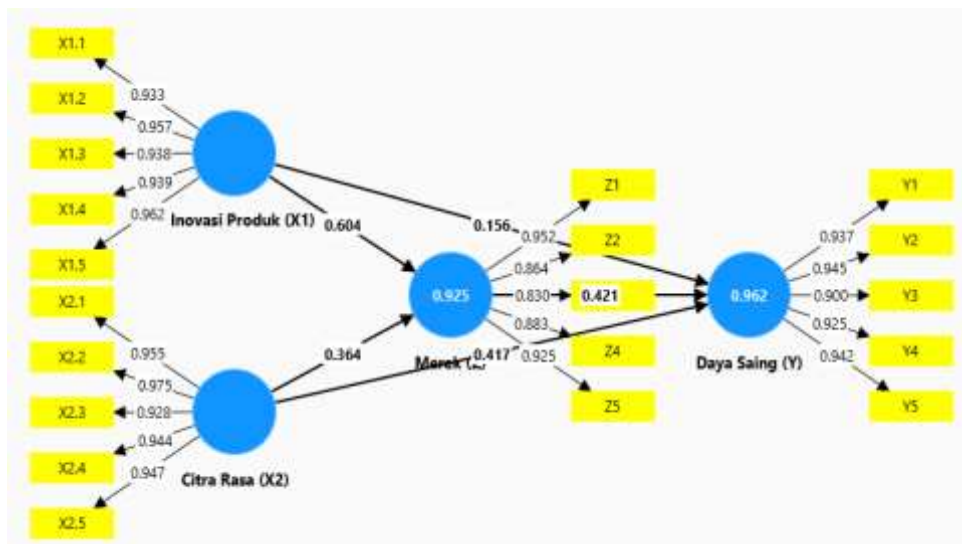 X1.1
0.933
X1.2
0.957
X1.3
0.938
X1.4
0.939
X1.5
0.962
Inovasi Produk (X1)
0.604
0.156
X2.1
0.955
X2.2
0.975
X2.3
0.928
X2.4
0.944
X2.5
0.947
Citra Rasa (X2)
0.364
0.417
0.925
Merek
0.421
Z1
0.952
Z2
0.864
0.830
Z4
0.883
Z5
0.925
0.962
Daya Saing (Y)
Y1
0.937
Y2
0.945
Y3
0.900
Y4
0.925
Y5
0.942